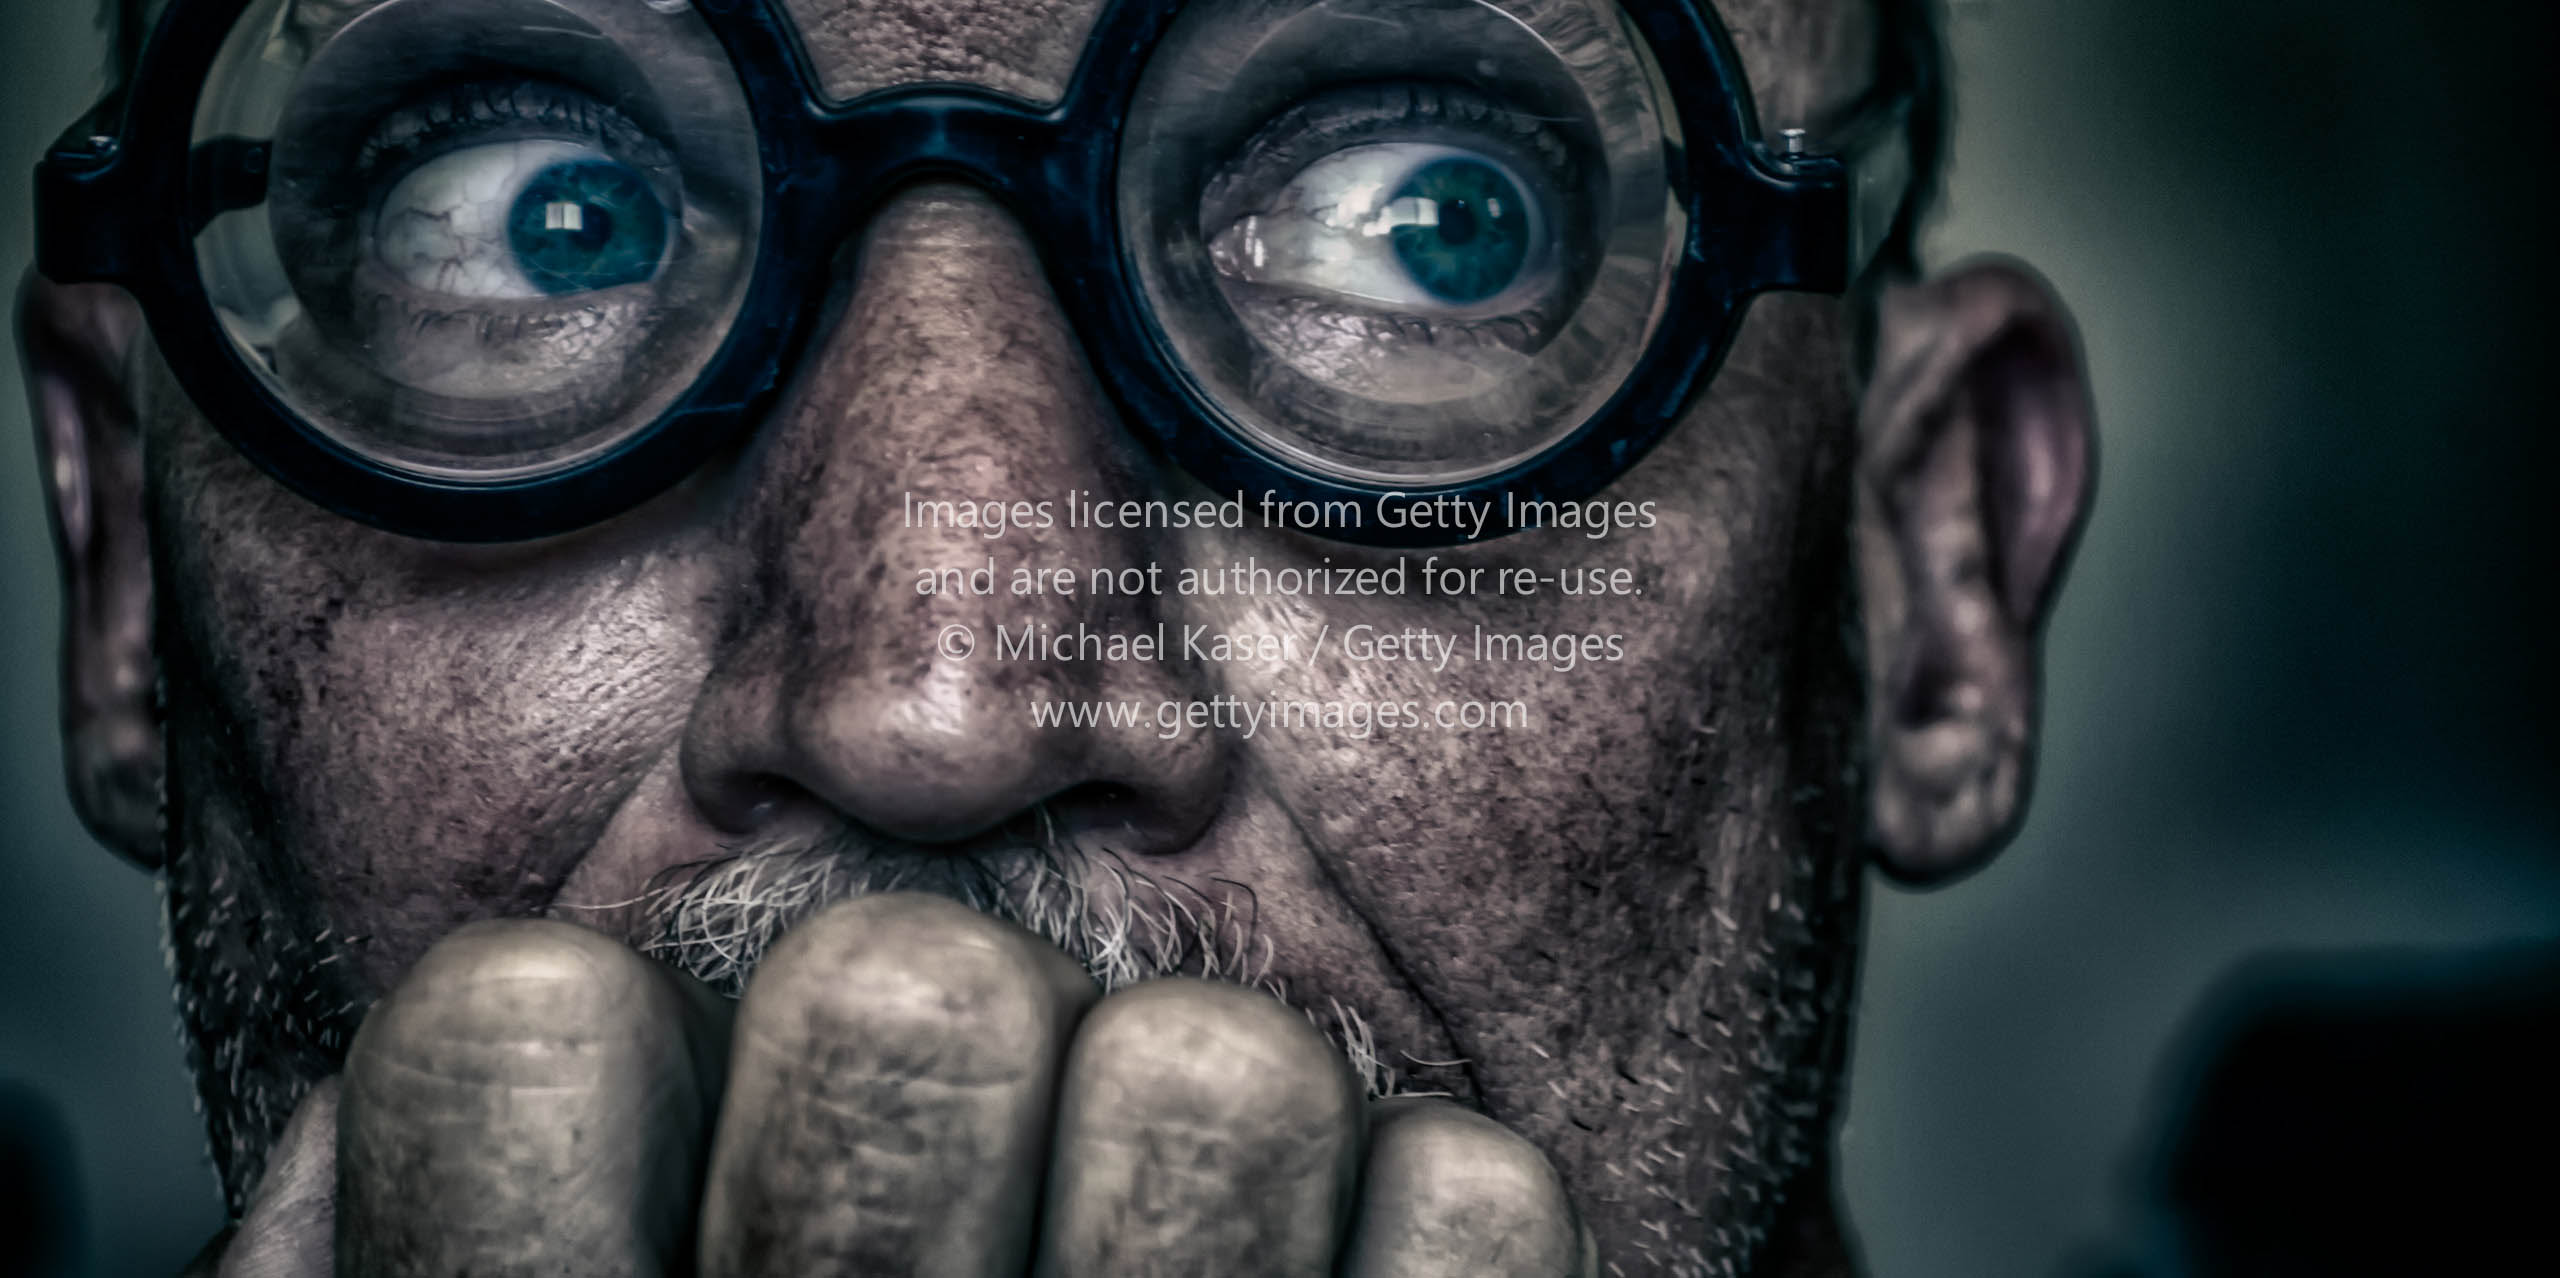 Images licensed from Getty Images
and are not authorized for re-use.
© Michael Kaser / Getty Images
www.gettyimages.com